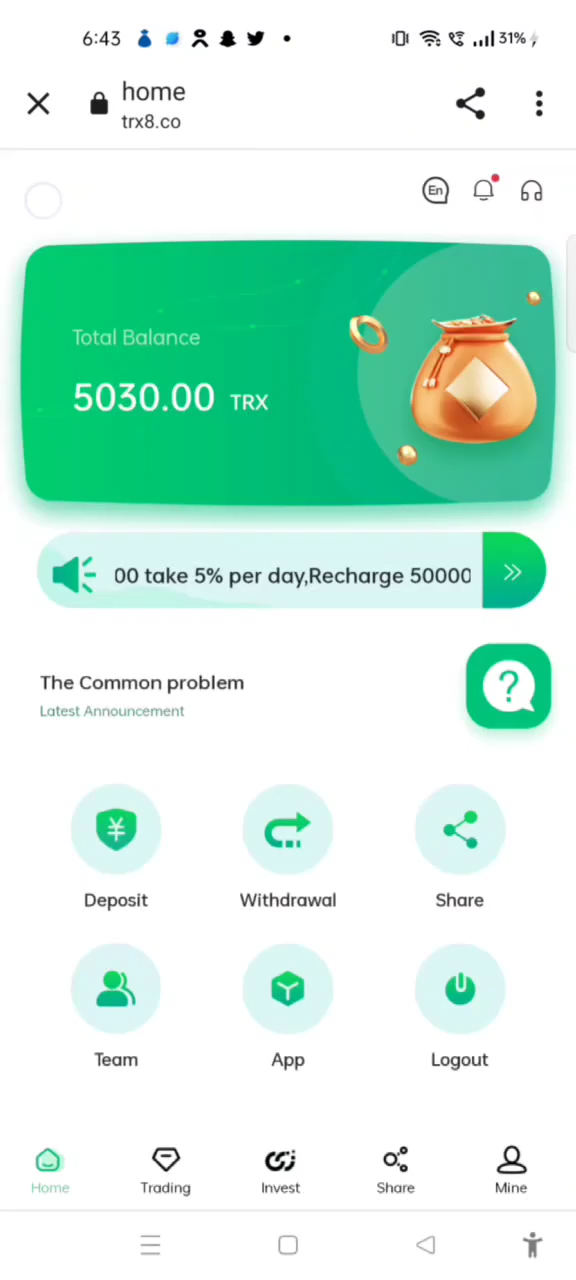 6:43
31%
home
trx8.co
En
Total Balance
5030.00 TRX
00 take 5% per day,Recharge 50000
The Common problem
Latest Announcement
?
¥
Deposit
Withdrawal
Share
Team
App
Logout
Home
Trading
Invest
Share
Mine